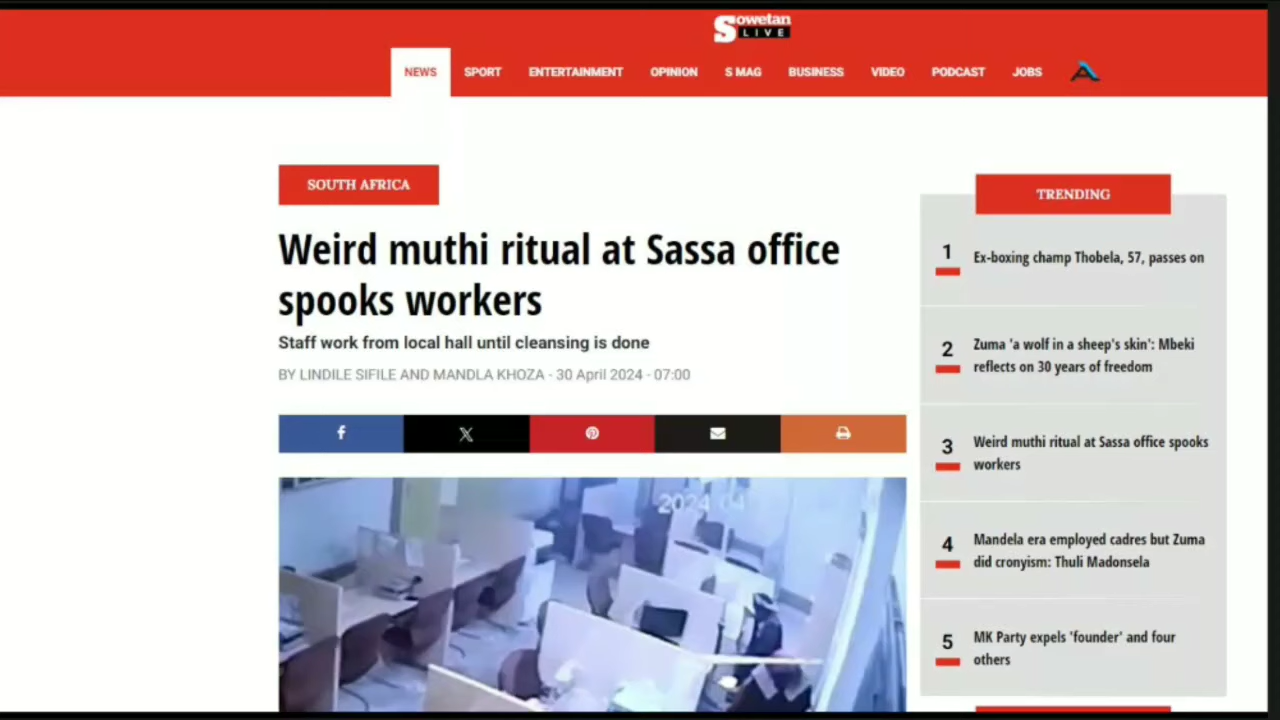 Sowetan
LIVE
NEWS SPORT ENTERTAINMENT OPINION S MAG BUSINESS VIDEO PODCAST JOBS
SOUTH AFRICA
Weird muthi ritual at Sassa office
spooks workers
Staff work from local hall until cleansing is done
BY LINDILE SIFILE AND MANDLA KHOZA - 30 April 2024 - 07:00
2024 04
TRENDING
1 Ex-boxing champ Thobela, 57, passes on
2 Zuma 'a wolf in a sheep's skin': Mbeki
reflects on 30 years of freedom
3 Weird muthi ritual at Sassa office spooks
workers
4 Mandela era employed cadres but Zuma
did cronyism: Thuli Madonsela
5 MK Party expels 'founder' and four
others